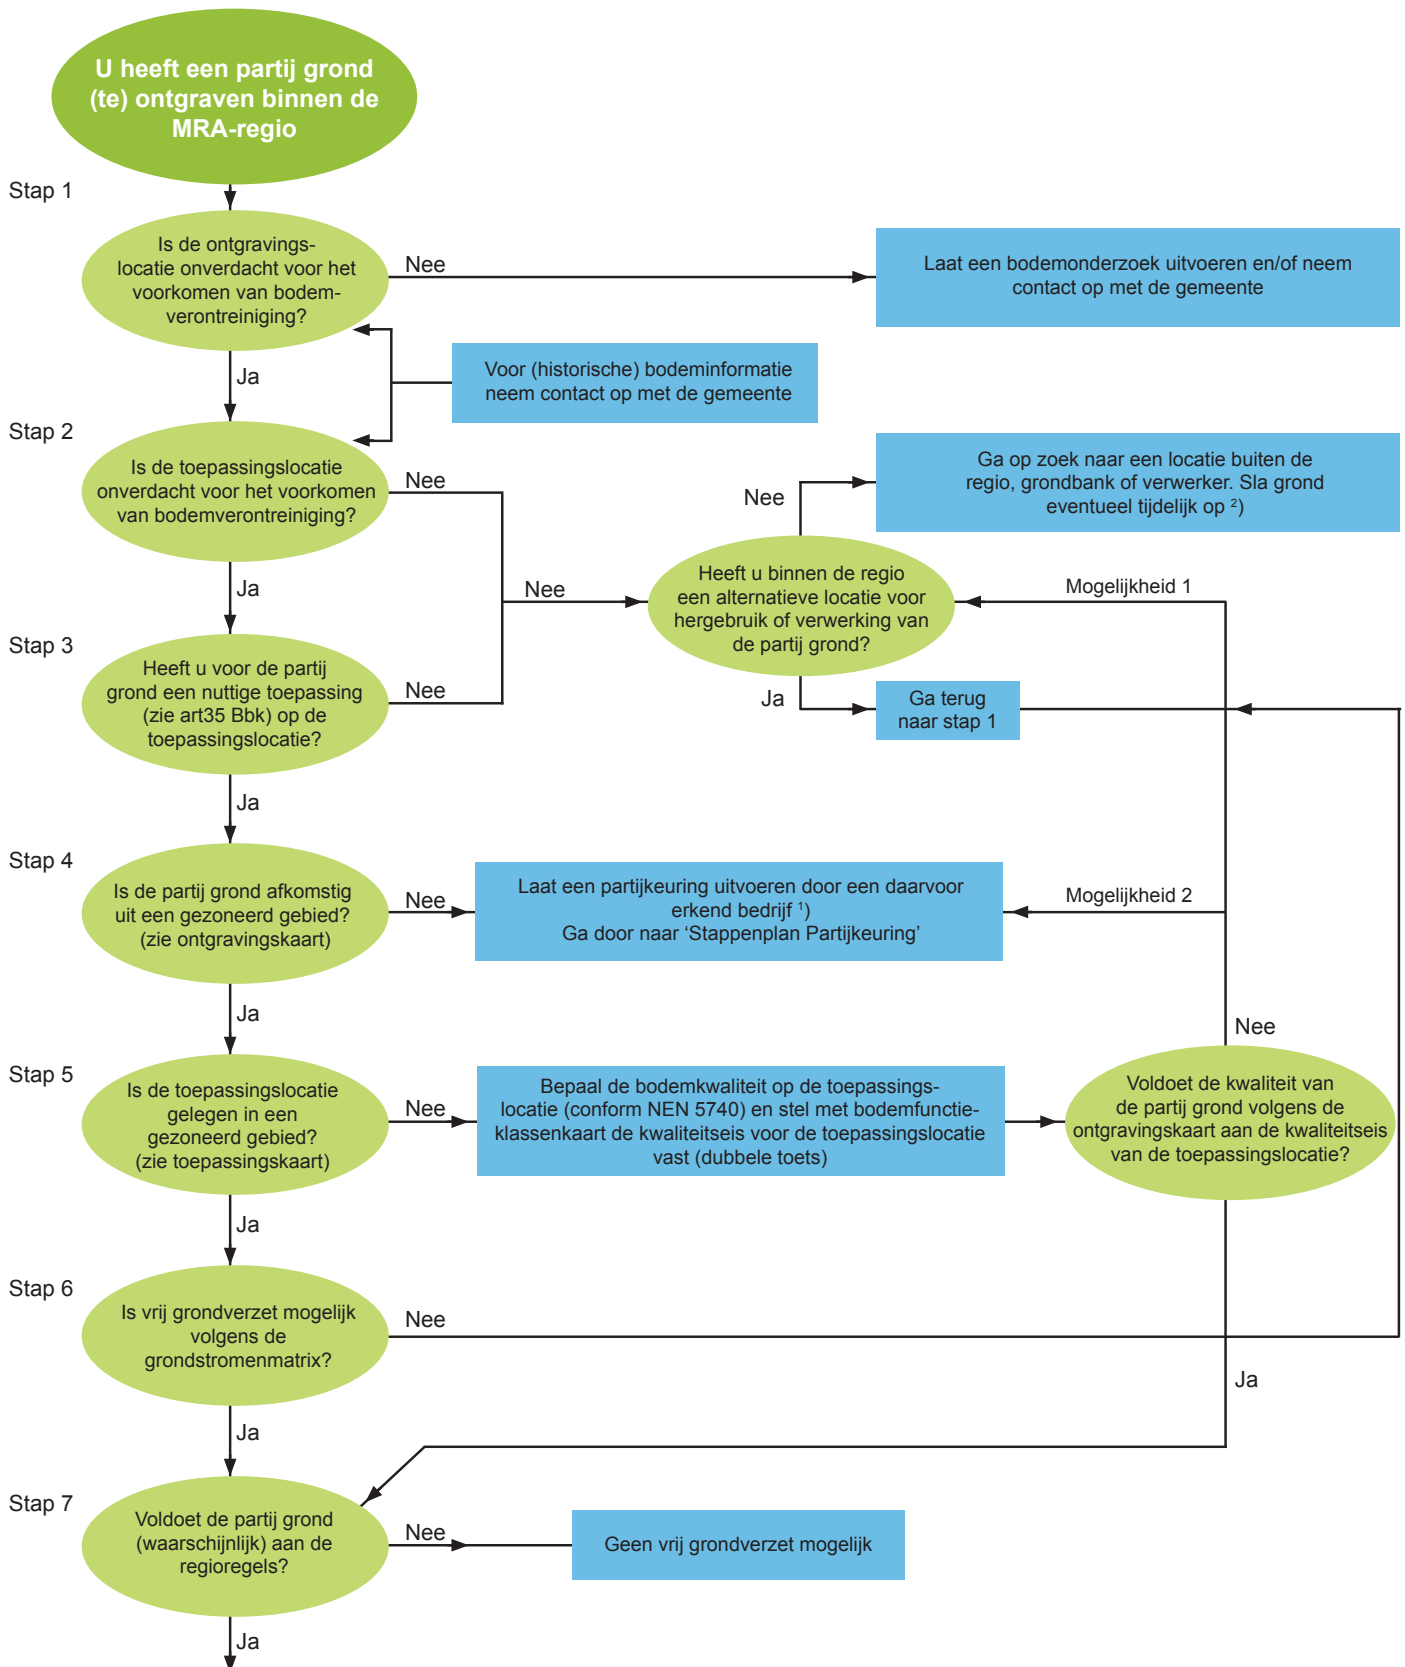 U heeft een partij grond
(te) ontgraven binnen de
MRA-regio
Stap 1
Is de ontgravings-
locatie onverdacht voor het
voorkomen van bodem-
verontreiniging?
Nee
Laat een bodemonderzoek uitvoeren en/of neem
contact op met de gemeente
Ja
Voor (historische) bodeminformatie
neem contact op met de gemeente
Stap 2
Is de toepassingslocatie
onverdacht voor het voorkomen
van bodemverontreiniging?
Nee
Ja
Nee
Nee
Ga op zoek naar een locatie buiten de
regio, grondbank of verwerker. Sla grond
eventueel tijdelijk op ²)
Heeft u binnen de regio
een alternatieve locatie voor
hergebruik of verwerking van
de partij grond?
Mogelijkheid 1
Ja
Ga terug
naar stap 1
Stap 3
Heeft u voor de partij
grond een nuttige toepassing
(zie art35 Bbk) op de
toepassingslocatie?
Nee
Ja
Stap 4
Is de partij grond afkomstig
uit een gezoneerd gebied?
(zie ontgravingskaart)
Nee
Laat een partijkeuring uitvoeren door een daarvoor
erkend bedrijf ¹)
Ga door naar ‘Stappenplan Partijkeuring’
Mogelijkheid 2
Ja
Stap 5
Is de toepassingslocatie
gelegen in een
gezoneerd gebied?
(zie toepassingskaart)
Nee
Bepaal de bodemkwaliteit op de toepassings-
locatie (conform NEN 5740) en stel met bodemfunctie-
klassenkaart de kwaliteitseis voor de toepassingslocatie
vast (dubbele toets)
Nee
Voldoet de kwaliteit van
de partij grond volgens de
ontgravingskaart aan de kwaliteitseis
van de toepassingslocatie?
Ja
Ja
Stap 6
Is vrij grondverzet mogelijk
volgens de
grondstromenmatrix?
Nee
Ja
Stap 7
Voldoet de partij grond
(waarschijnlijk) aan de
regioregels?
Nee
Geen vrij grondverzet mogelijk
Ja